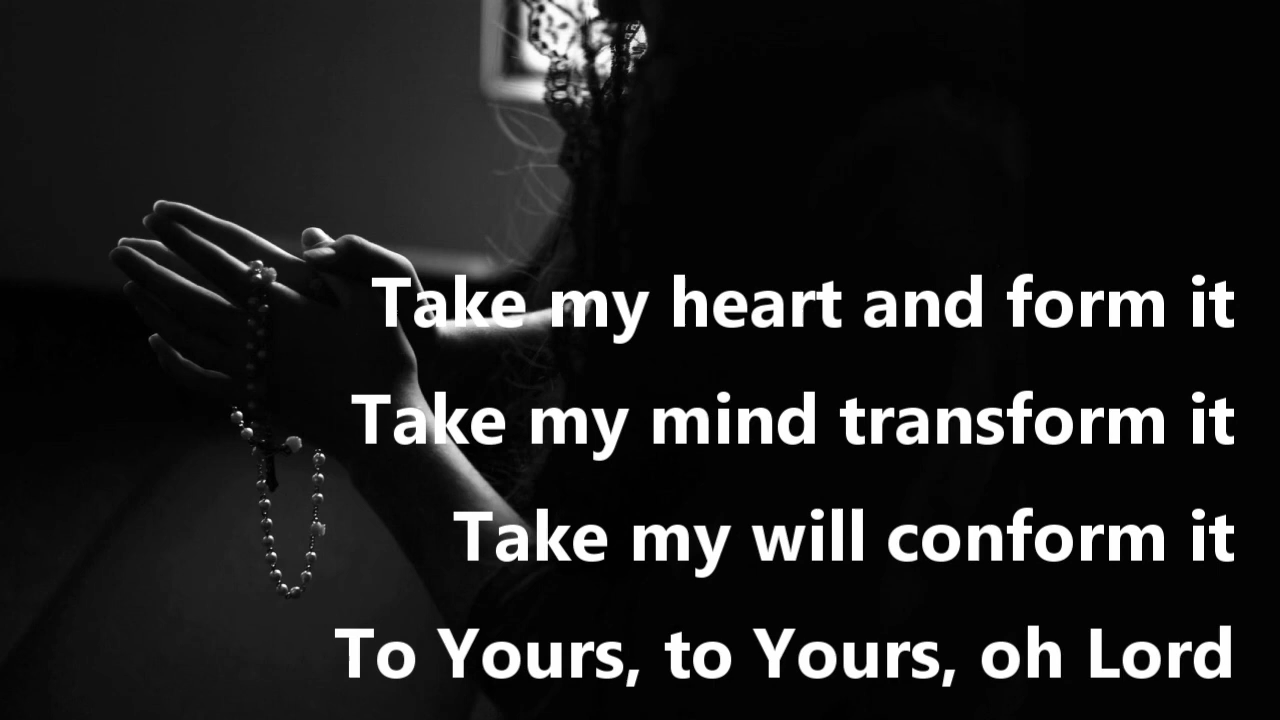 Take my heart and form it
Take my mind transform it
Take my will conform it
To Yours, to Yours, oh Lord